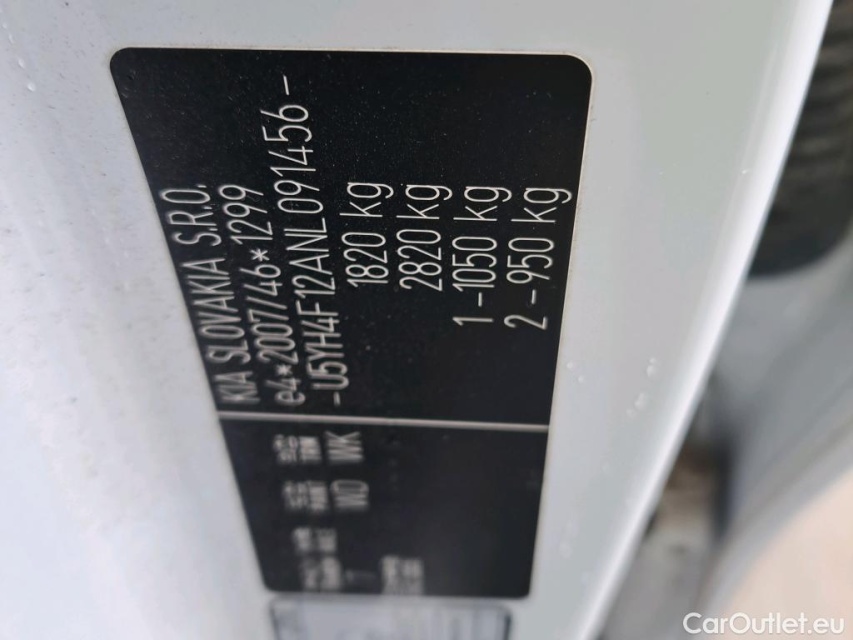 KIA SLOVAKIA S.R.O.
e4*2007/46*1299
-U5YH4F12ANL091456-
1820 kg
2820 kg
1-1050 kg
2-950 kg
WD WK
CarOutlet.eu